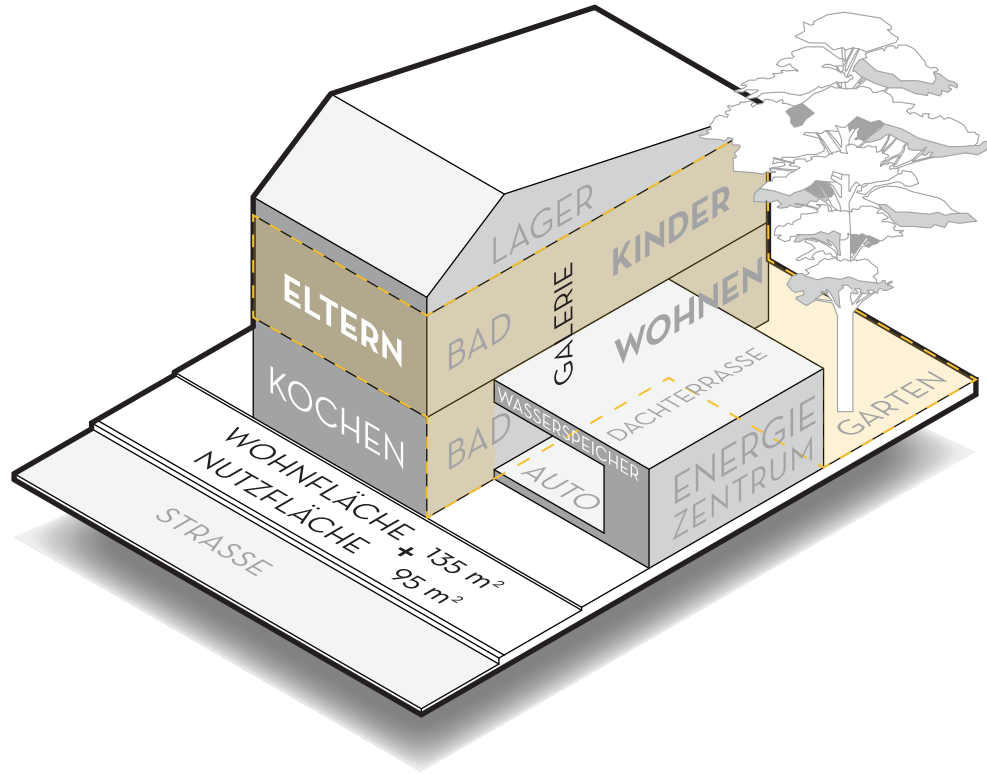 LAGER
KINDER
ELTERN
BAD
GALERIE
WOHNEN
KOCHEN
BAD
WASSERSPEICHER
DACHTERRASSE
AUTO
ENERGIE
ZENTRUM
GARTEN
WOHNFLÄCHE + 135 m²
NUTZFLÄCHE 95 m²
STRASSE